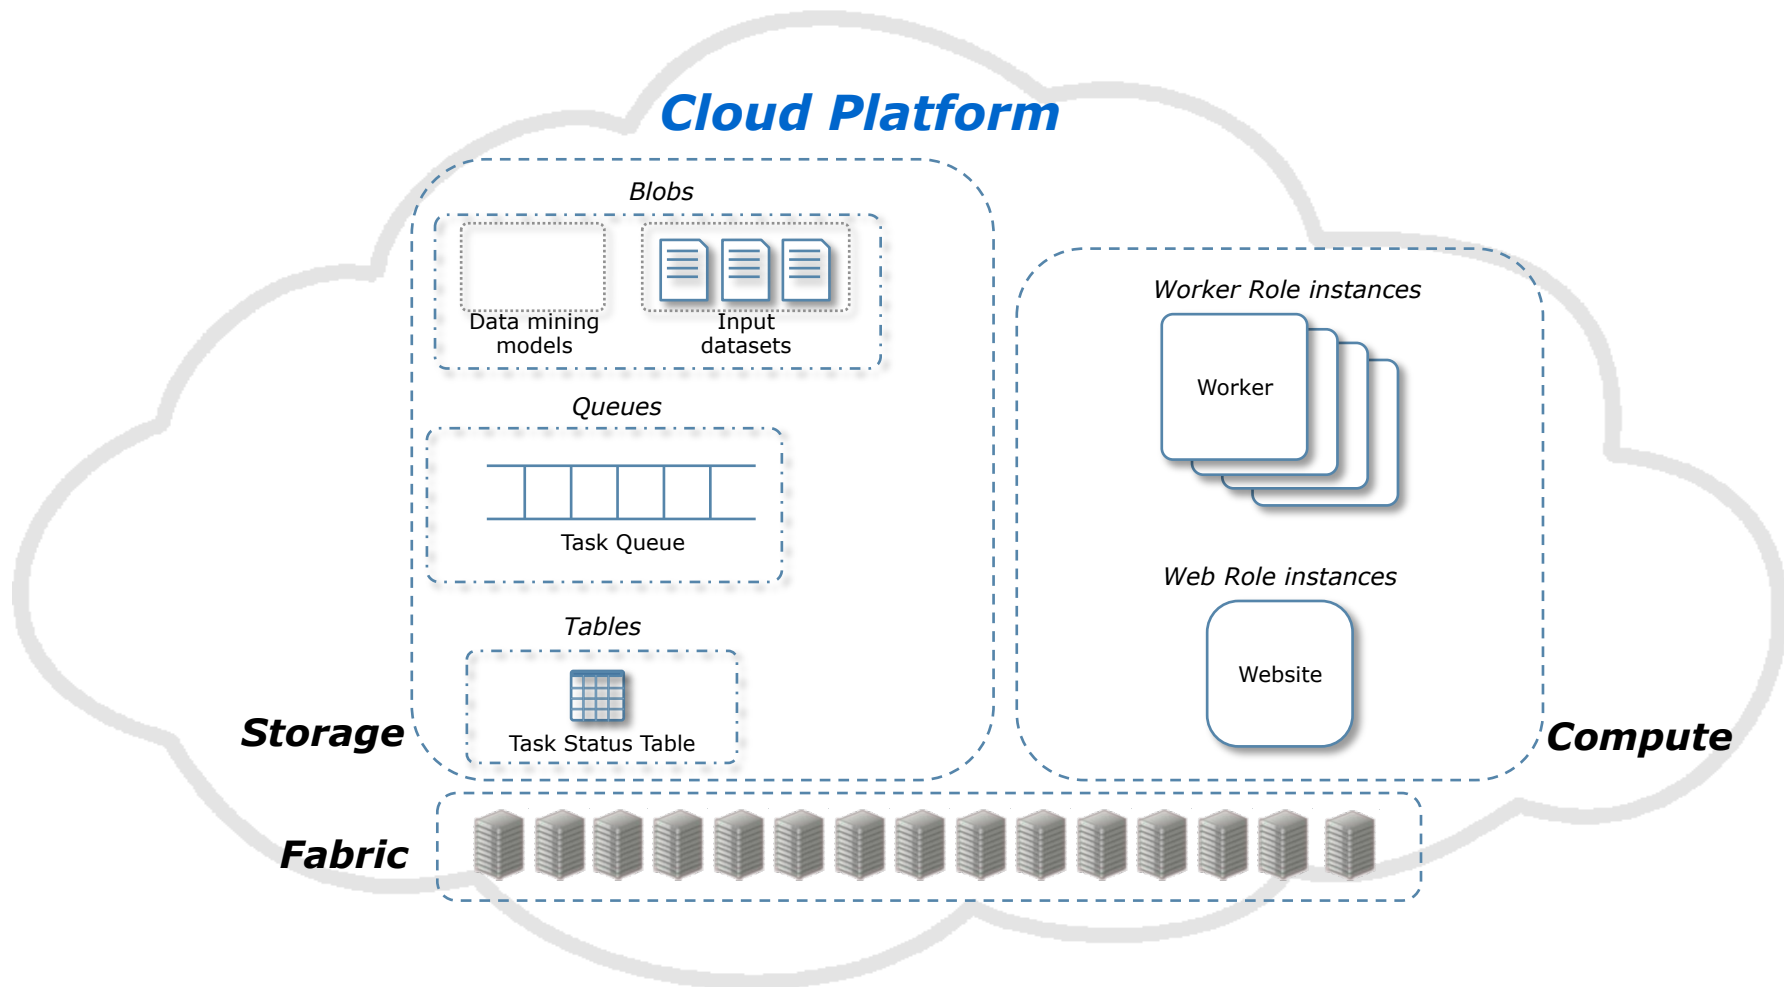 Cloud Platform
Blobs
Data mining
models
Input
datasets
Queues
Task Queue
Tables
Task Status Table
Storage
Worker Role instances
Worker
Web Role instances
Website
Compute
Fabric